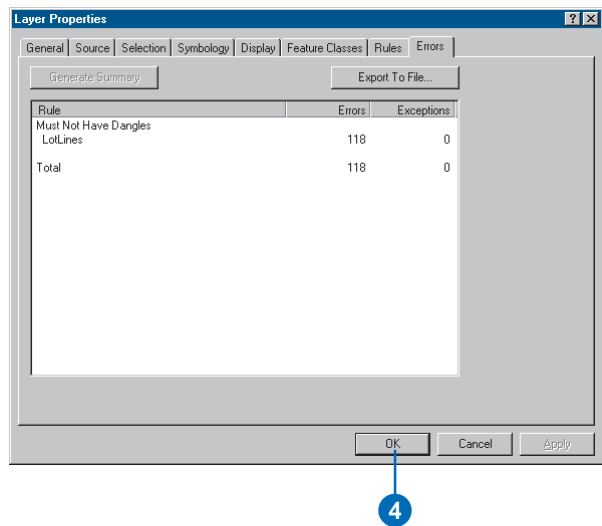 Layer Properties
General Source Selection Symbology Display Feature Classes Rules Errors
Generate Summary Export To File...
Rule Errors Exceptions
Must Not Have Dangles
LotLines 118 0
Total 118 0
OK Cancel Apply
4